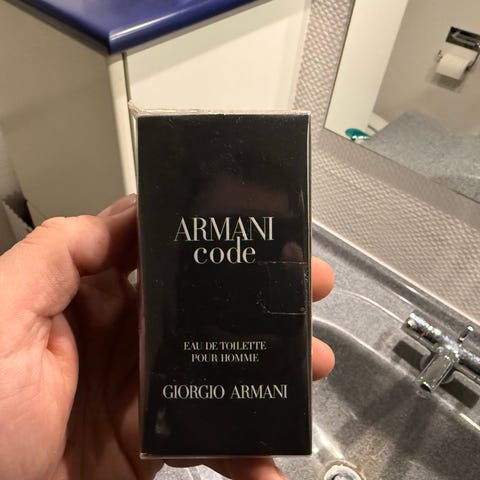 ARMANI
code
EAU DE TOILETTE
POUR HOMME
GIORGIO ARMANI